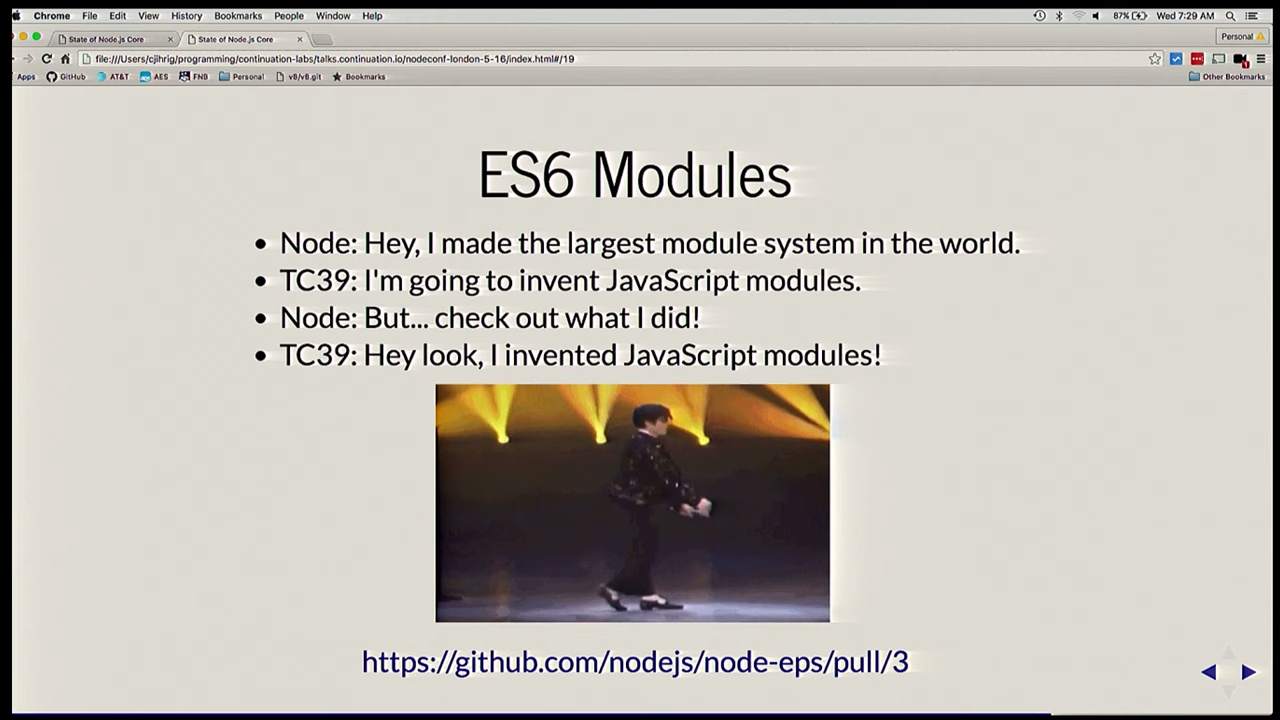 Chrome File Edit View History Bookmarks People Window Help 87% Wed 7:29 AM
State of Node.js Core × State of Node.js Core × Personal
file:///Users/cjihrig/programming/continuation-labs/talks.continuation.io/nodeconf-london-5-16/index.html#/19
Apps GitHub AT&T AES FNB Personal v8/v8.git Bookmarks Other Bookmarks
ES6 Modules
• Node: Hey, I made the largest module system in the world.
• TC39: I'm going to invent JavaScript modules.
• Node: But... check out what I did!
• TC39: Hey look, I invented JavaScript modules!
https://github.com/nodejs/node-eps/pull/3